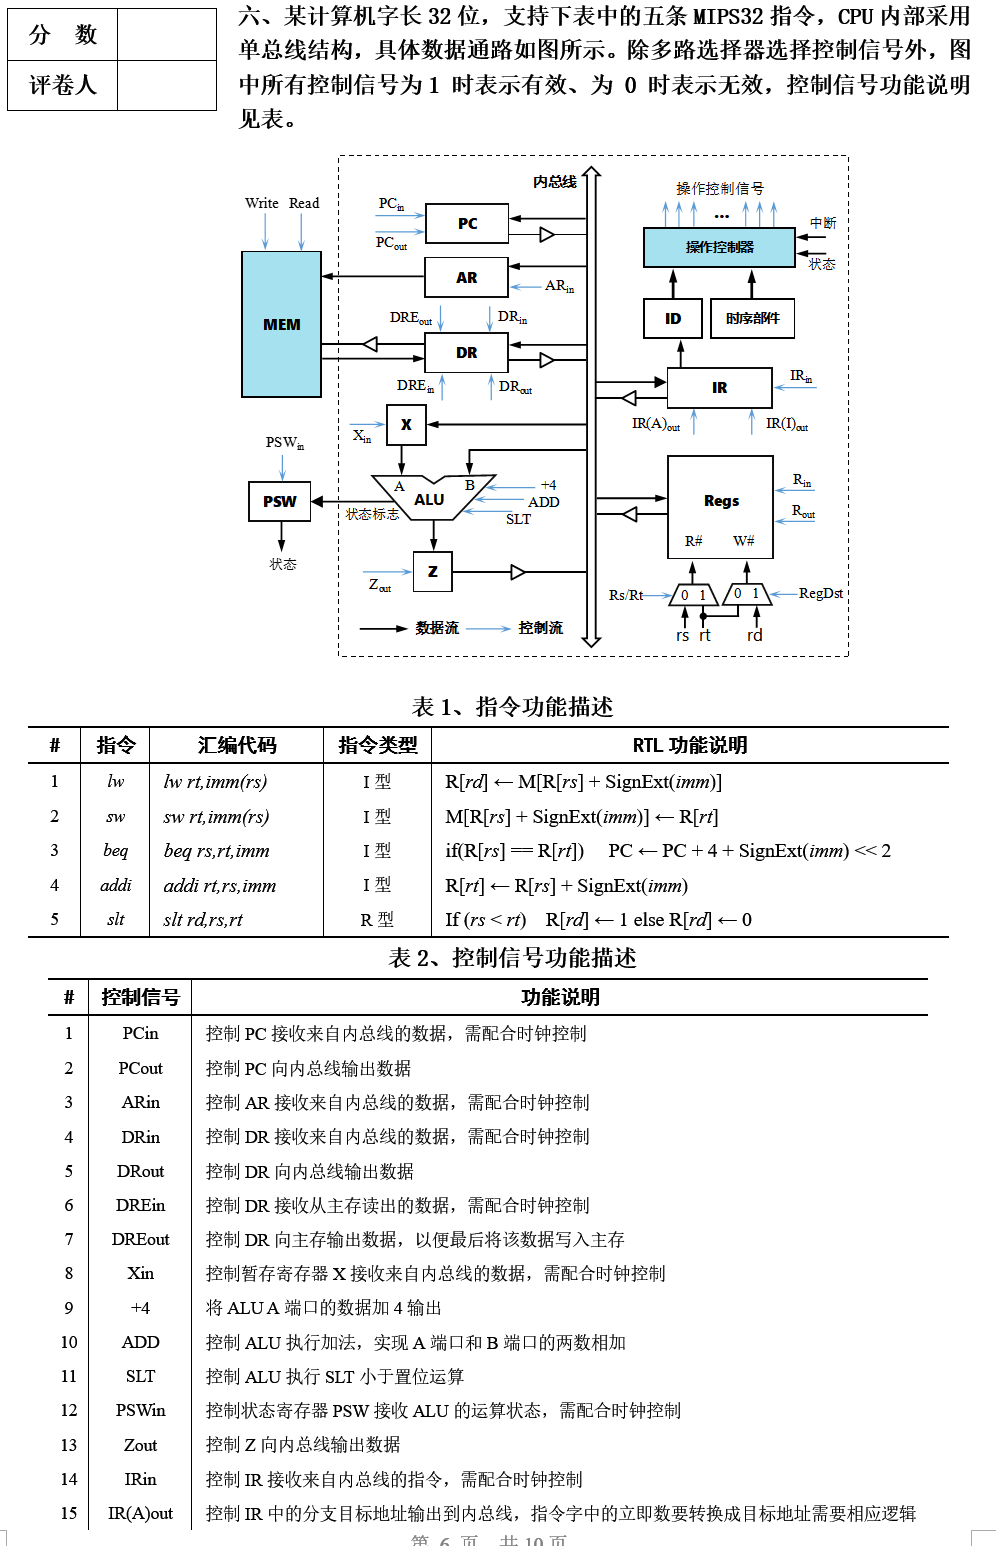 分 数
评卷人
六、某计算机字长 32 位，支持下表中的五条 MIPS32 指令，CPU 内部采用
单总线结构，具体数据通路如图所示。除多路选择器选择控制信号外，图
中所有控制信号为 1 时表示有效、为 0 时表示无效，控制信号功能说明
见表。
内总线
操作控制信号
Write Read
PCin
PC
PCout
...
中断
操作控制器
状态
AR
ARin
MEM
DREout
DRin
ID
时序部件
DR
DREin
DRout
IR
IRin
IR(A)out
IR(I)out
X
Xin
PSWin
A
B
ALU
+4
ADD
SLT
PSW
状态标志
状态
Regs
Rin
Rout
R#
W#
Z
Zout
Rs/Rt
0 1
0 1
RegDst
数据流
控制流
rs rt
rd
表 1、指令功能描述
# 指令 汇编代码 指令类型 RTL 功能说明
1 lw lw rt,imm(rs) I 型 R[rd] ← M[R[rs] + SignExt(imm)]
2 sw sw rt,imm(rs) I 型 M[R[rs] + SignExt(imm)] ← R[rt]
3 beq beq rs,rt,imm I 型 if(R[rs] == R[rt]) PC ← PC + 4 + SignExt(imm) << 2
4 addi addi rt,rs,imm I 型 R[rt] ← R[rs] + SignExt(imm)
5 slt slt rd,rs,rt R 型 If (rs < rt) R[rd] ← 1 else R[rd] ← 0
表 2、控制信号功能描述
# 控制信号 功能说明
1 PCin 控制 PC 接收来自内总线的数据，需配合时钟控制
2 PCout 控制 PC 向内总线输出数据
3 ARin 控制 AR 接收来自内总线的数据，需配合时钟控制
4 DRin 控制 DR 接收来自内总线的数据，需配合时钟控制
5 DRout 控制 DR 向内总线输出数据
6 DREin 控制 DR 接收从主存读出的数据，需配合时钟控制
7 DREout 控制 DR 向主存输出数据，以便最后将该数据写入主存
8 Xin 控制暂存寄存器 X 接收来自内总线的数据，需配合时钟控制
9 +4 将 ALU A 端口的数据加 4 输出
10 ADD 控制 ALU 执行加法，实现 A 端口和 B 端口的两数相加
11 SLT 控制 ALU 执行 SLT 小于置位运算
12 PSWin 控制状态寄存器 PSW 接收 ALU 的运算状态，需配合时钟控制
13 Zout 控制 Z 向内总线输出数据
14 IRin 控制 IR 接收来自内总线的指令，需配合时钟控制
15 IR(A)out 控制 IR 中的分支目标地址输出到内总线，指令字中的立即数要转换成目标地址需要相应逻辑
第 6 页 共 10 页